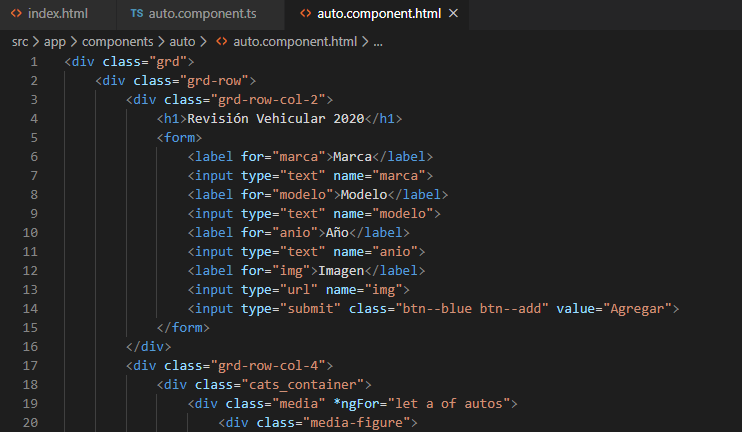 index.html TS auto.component.ts auto.component.html
src > app > components > auto > auto.component.html > ...
1 <div class="grd">
2 <div class="grd-row">
3 <div class="grd-row-col-2">
4 <h1>Revisión Vehicular 2020</h1>
5 <form>
6 <label for="marca">Marca</label>
7 <input type="text" name="marca">
8 <label for="modelo">Modelo</label>
9 <input type="text" name="modelo">
10 <label for="anio">Año</label>
11 <input type="text" name="anio">
12 <label for="img">Imagen</label>
13 <input type="url" name="img">
14 <input type="submit" class="btn--blue btn--add" value="Agregar">
15 </form>
16 </div>
17 <div class="grd-row-col-4">
18 <div class="cats_container">
19 <div class="media" *ngFor="let a of autos">
20 <div class="media-figure">